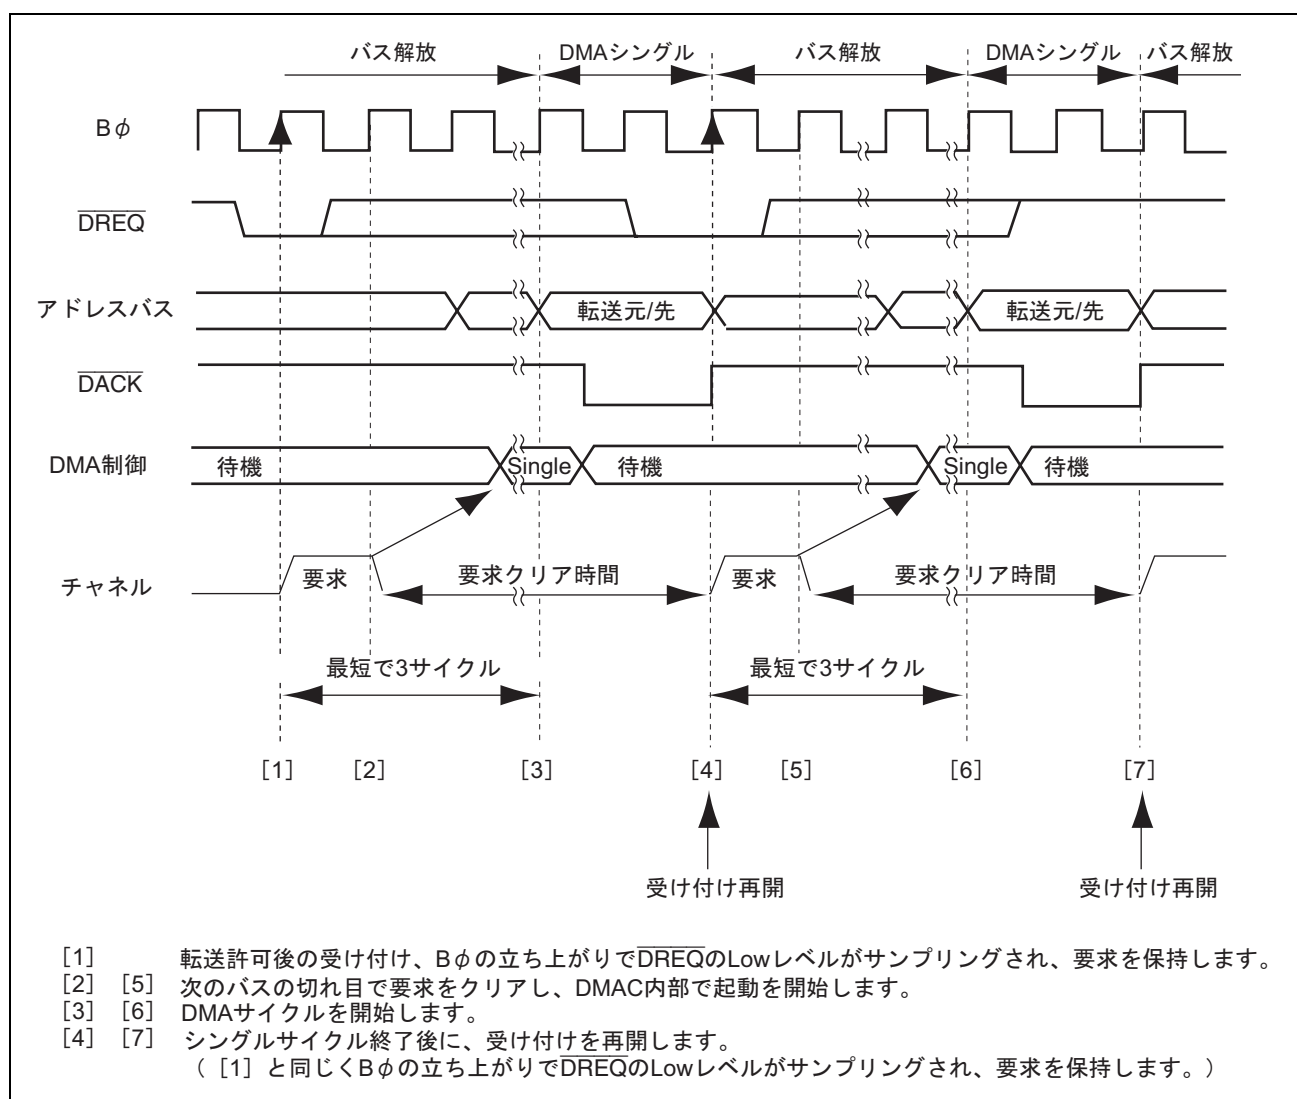 バス解放 DMAシングル バス解放 DMAシングル バス解放
Bφ
DREQ
アドレスバス 転送元/先 転送元/先
DACK
DMA制御 待機 Single 待機 Single 待機
チャネル 要求 要求クリア時間 要求 要求クリア時間
最短で3サイクル 最短で3サイクル
[1] [2] [3] [4] [5] [6] [7]
受け付け再開 受け付け再開
[1] 転送許可後の受け付け、Bφの立ち上がりでDREQのLowレベルがサンプリングされ、要求を保持します。
[2] [5] 次のバスの切れ目で要求をクリアし、DMAC内部で起動を開始します。
[3] [6] DMAサイクルを開始します。
[4] [7] シングルサイクル終了後に、受け付けを再開します。
([1]と同じくBφの立ち上がりでDREQのLowレベルがサンプリングされ、要求を保持します。)